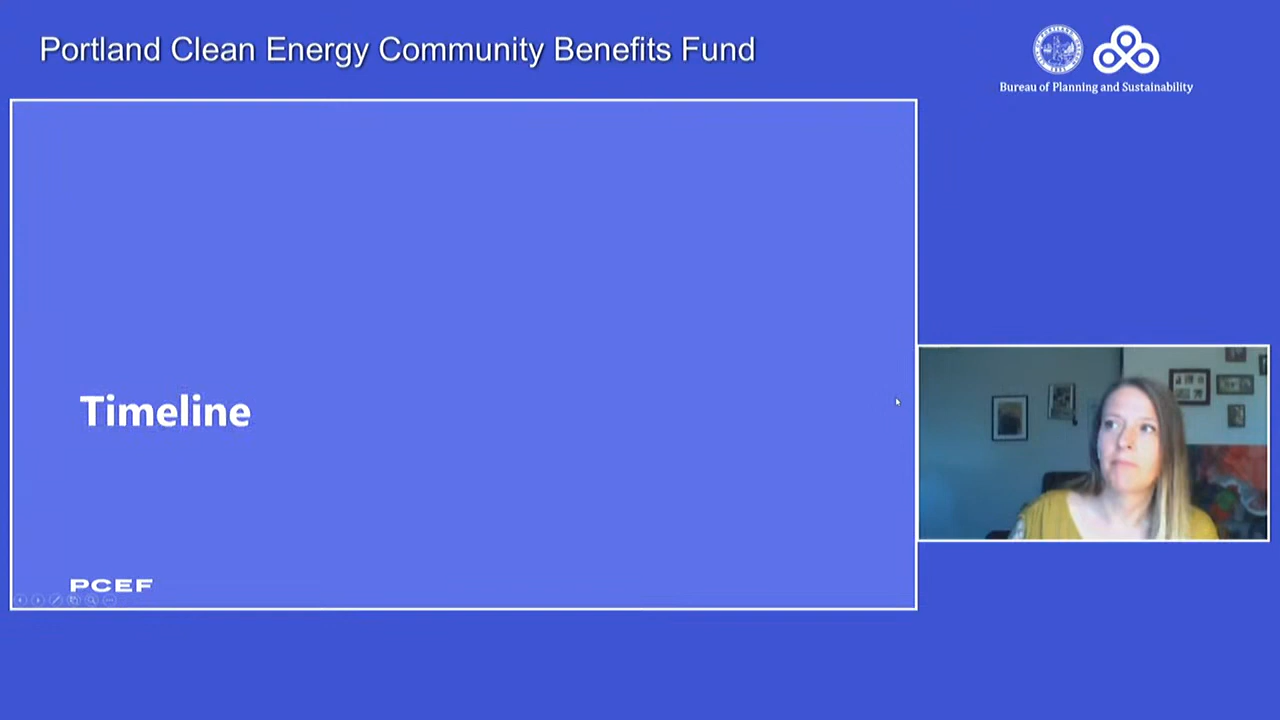 Portland Clean Energy Community Benefits Fund
Bureau of Planning and Sustainability
Timeline
PCEF